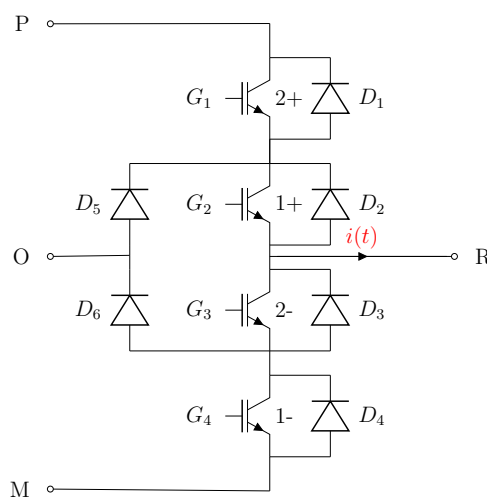 P
G₁ 2+ D₁
D₅ G₂ 1+ D₂
i(t)
O R
D₆ G₃ 2- D₃
G₄ 1- D₄
M